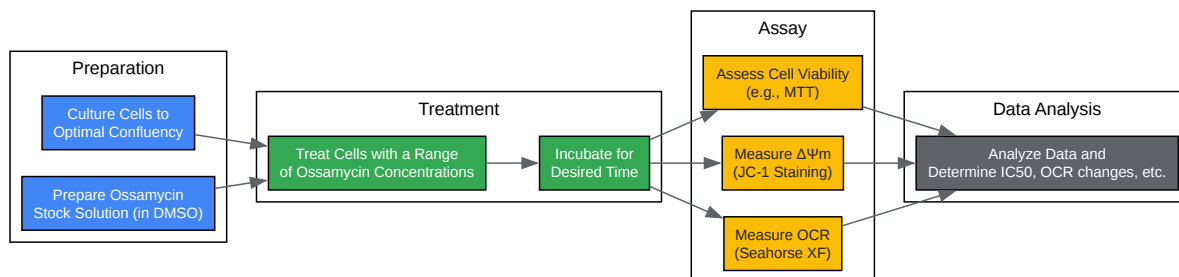 Preparation
Culture Cells to
Optimal Confluency
Prepare Ossamycin
Stock Solution (in DMSO)
Treatment
Treat Cells with a Range
of Ossamycin Concentrations
Incubate for
Desired Time
Assay
Assess Cell Viability
(e.g., MTT)
Measure ΔΨm
(JC-1 Staining)
Measure OCR
(Seahorse XF)
Data Analysis
Analyze Data and
Determine IC50, OCR changes, etc.